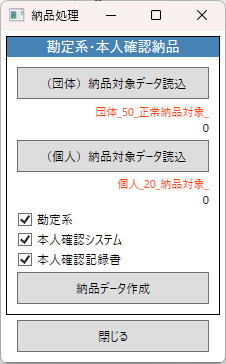 納品処理
勘定系・本人確認納品
（団体）納品対象データ読込
団体_50_正常納品対象_
0
（個人）納品対象データ読込
個人_20_納品対象_
0
勘定系
本人確認システム
本人確認記録書
納品データ作成
閉じる